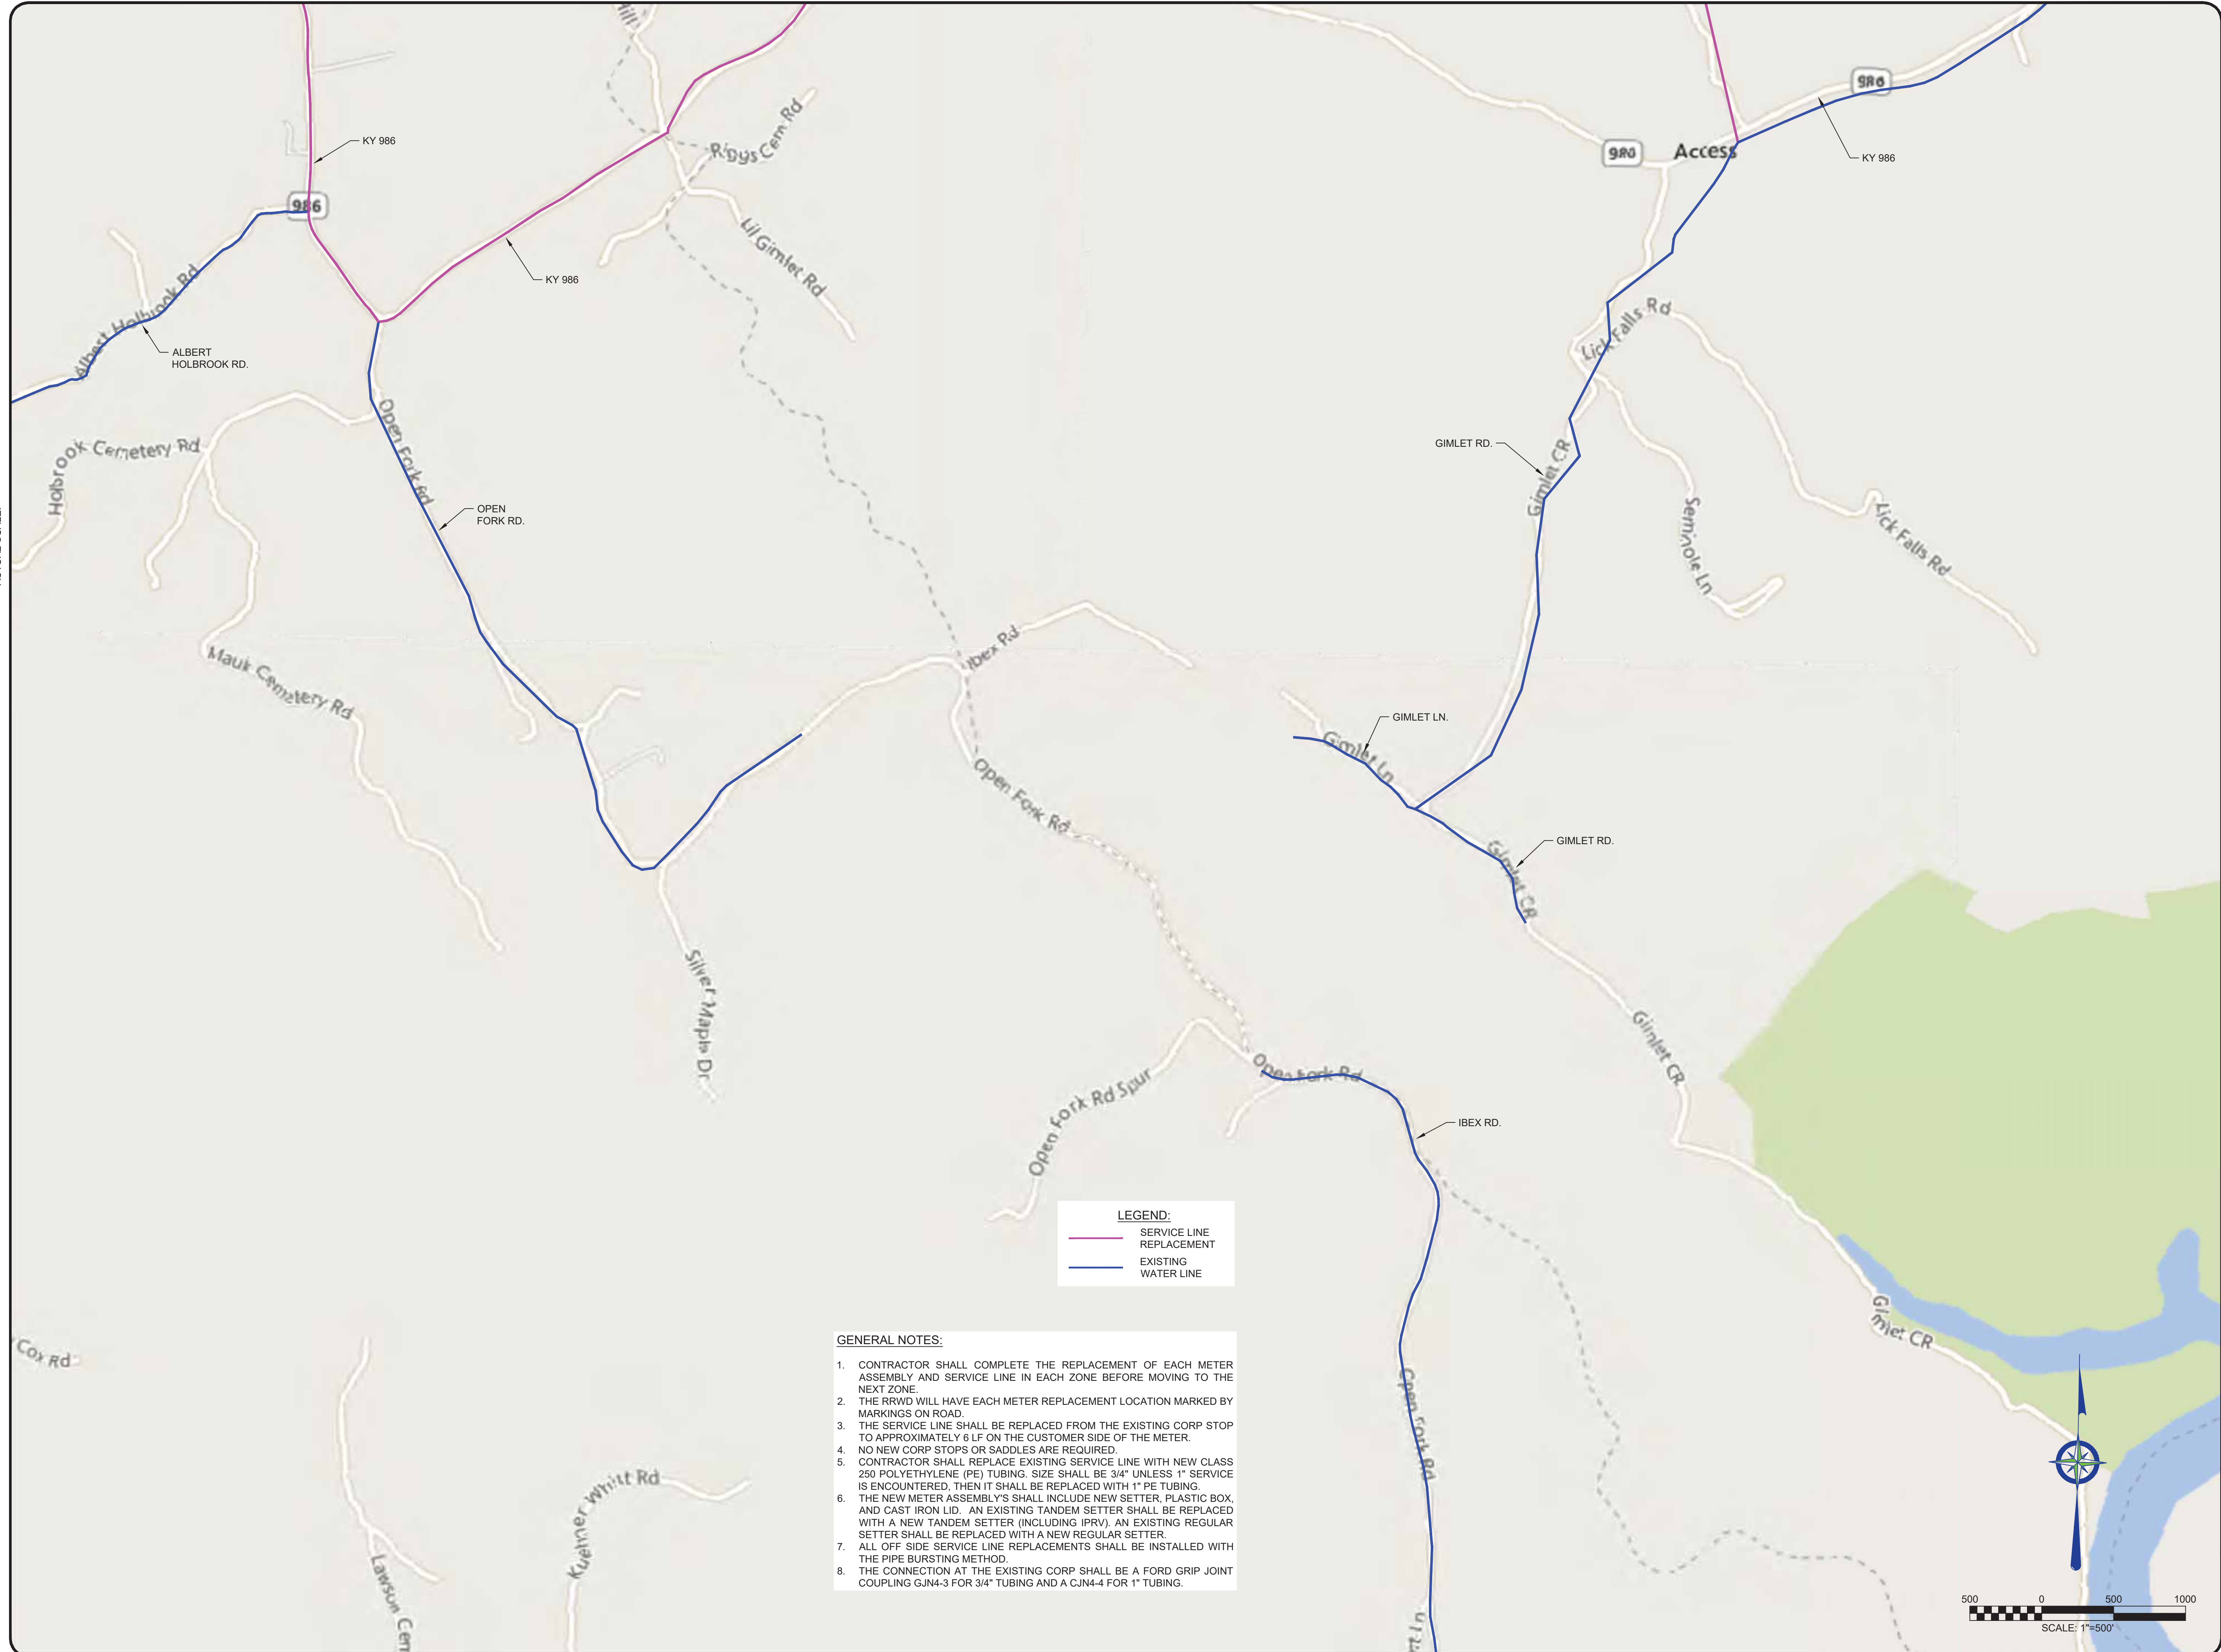 Hill
KY 986
986
986
Riggs Cem Rd
Access
KY 986
986
KY 986
Lil Gimlet Rd
Albert Holbrook Rd
ALBERT
HOLBROOK RD.
Lick Falls Rd
Open Fork Rd
Holbrook Cemetery Rd
GIMLET RD.
Gimlet CR
OPEN
FORK RD.
Seminole Ln
Lick Falls Rd
Ibex Rd
Mauk Cemetery Rd
GIMLET LN.
Gimlet Ln
Open Fork Rd
GIMLET RD.
Gimlet CR
Silver Maple Dr
Gimlet CR
Open Fork Rd
Open Fork Rd Spur
IBEX RD.
LEGEND:
SERVICE LINE
REPLACEMENT
EXISTING
WATER LINE
Gimlet CR
Cox Rd
GENERAL NOTES:
1. CONTRACTOR SHALL COMPLETE THE REPLACEMENT OF EACH METER
ASSEMBLY AND SERVICE LINE IN EACH ZONE BEFORE MOVING TO THE
NEXT ZONE.
2. THE RRWD WILL HAVE EACH METER REPLACEMENT LOCATION MARKED BY
MARKINGS ON ROAD.
3. THE SERVICE LINE SHALL BE REPLACED FROM THE EXISTING CORP STOP
TO APPROXIMATELY 6 LF ON THE CUSTOMER SIDE OF THE METER.
4. NO NEW CORP STOPS OR SADDLES ARE REQUIRED.
5. CONTRACTOR SHALL REPLACE EXISTING SERVICE LINE WITH NEW CLASS
250 POLYETHYLENE (PE) TUBING. SIZE SHALL BE 3/4" UNLESS 1" SERVICE
IS ENCOUNTERED, THEN IT SHALL BE REPLACED WITH 1" PE TUBING.
6. THE NEW METER ASSEMBLY'S SHALL INCLUDE NEW SETTER, PLASTIC BOX,
AND CAST IRON LID. AN EXISTING TANDEM SETTER SHALL BE REPLACED
WITH A NEW TANDEM SETTER (INCLUDING IPRV). AN EXISTING REGULAR
SETTER SHALL BE REPLACED WITH A NEW REGULAR SETTER.
7. ALL OFF SIDE SERVICE LINE REPLACEMENTS SHALL BE INSTALLED WITH
THE PIPE BURSTING METHOD.
8. THE CONNECTION AT THE EXISTING CORP SHALL BE A FORD GRIP JOINT
COUPLING GJN4-3 FOR 3/4" TUBING AND A CJN4-4 FOR 1" TUBING.
Open Fork Rd
Kuehner Whitt Rd
Lawson Cem
500 0 500 1000
SCALE: 1"=500'